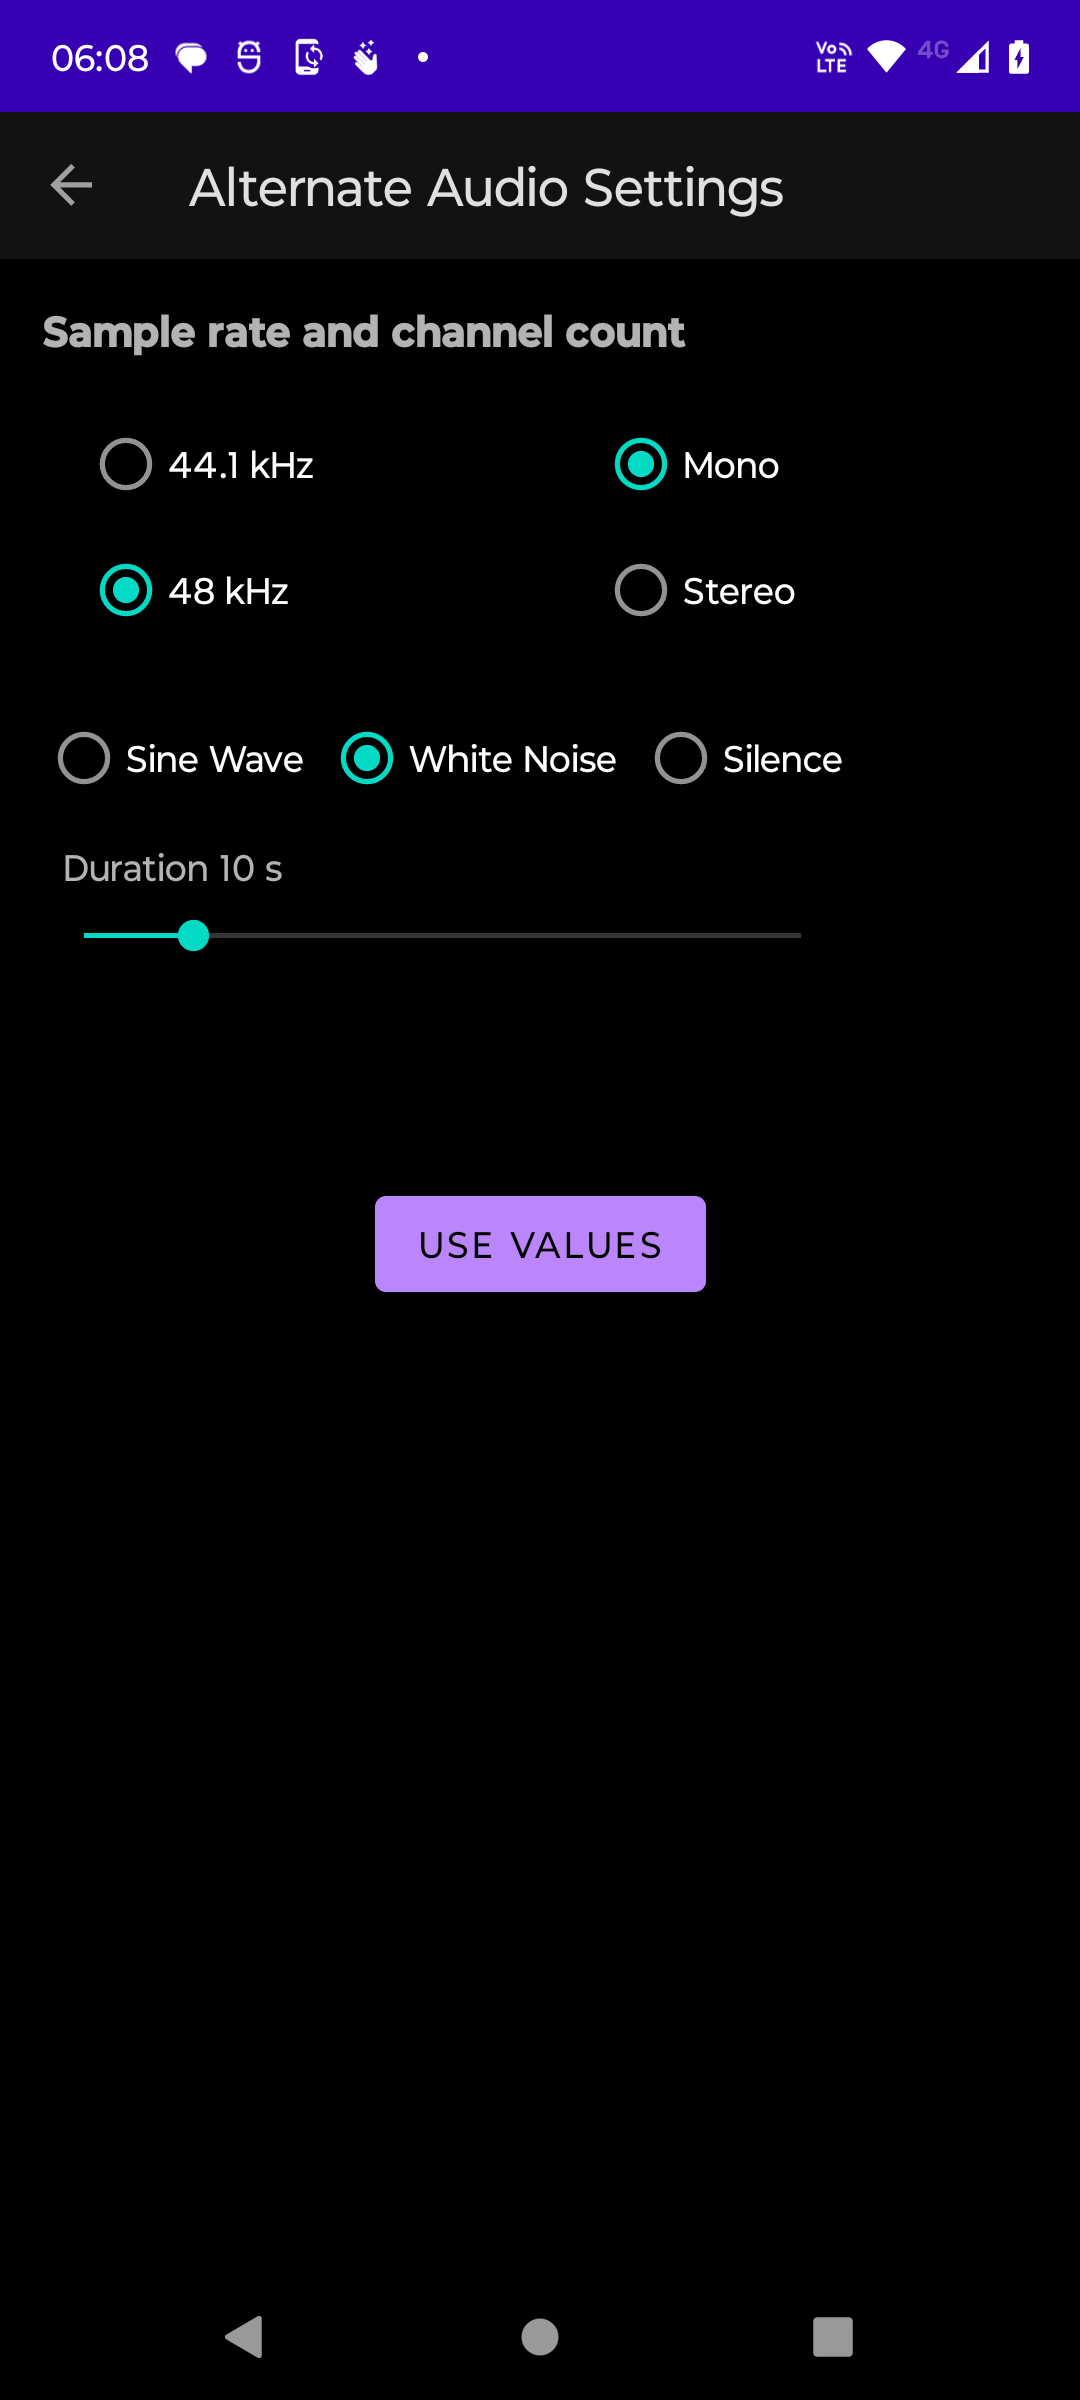 06:08 Vo LTE 4G
Alternate Audio Settings
Sample rate and channel count
44.1 kHz Mono
48 kHz Stereo
Sine Wave White Noise Silence
Duration 10 s
USE VALUES